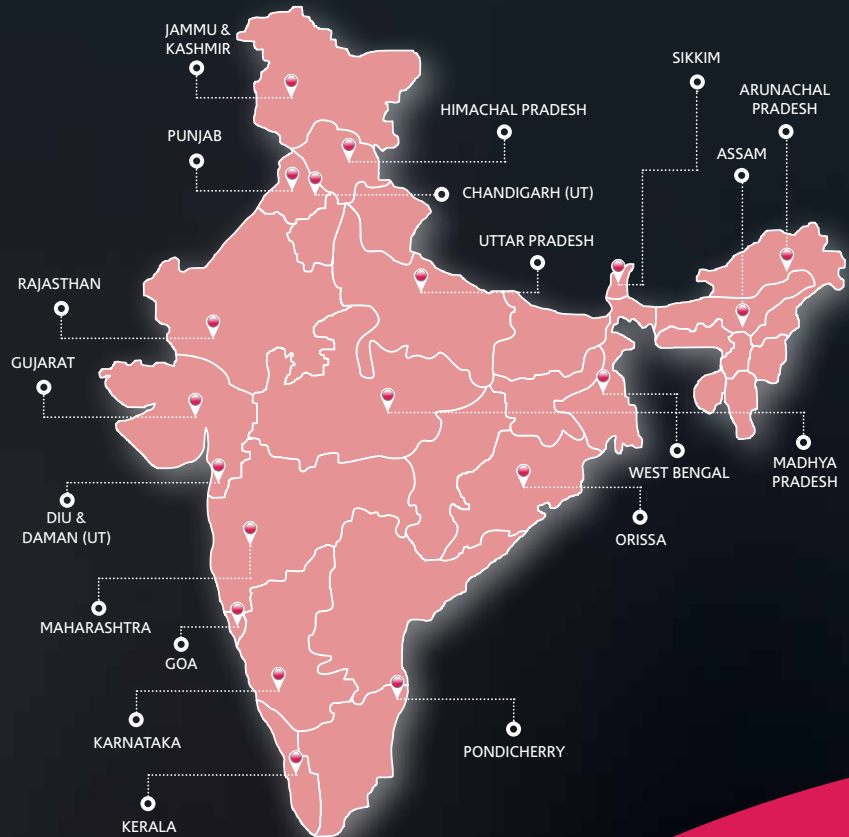 JAMMU &
KASHMIR
SIKKIM
ARUNACHAL
PRADESH
HIMACHAL PRADESH
PUNJAB
ASSAM
CHANDIGARH (UT)
UTTAR PRADESH
RAJASTHAN
GUJARAT
MADHYA
PRADESH
WEST BENGAL
DIU &
DAMAN (UT)
ORISSA
MAHARASHTRA
GOA
KARNATAKA
PONDICHERRY
KERALA